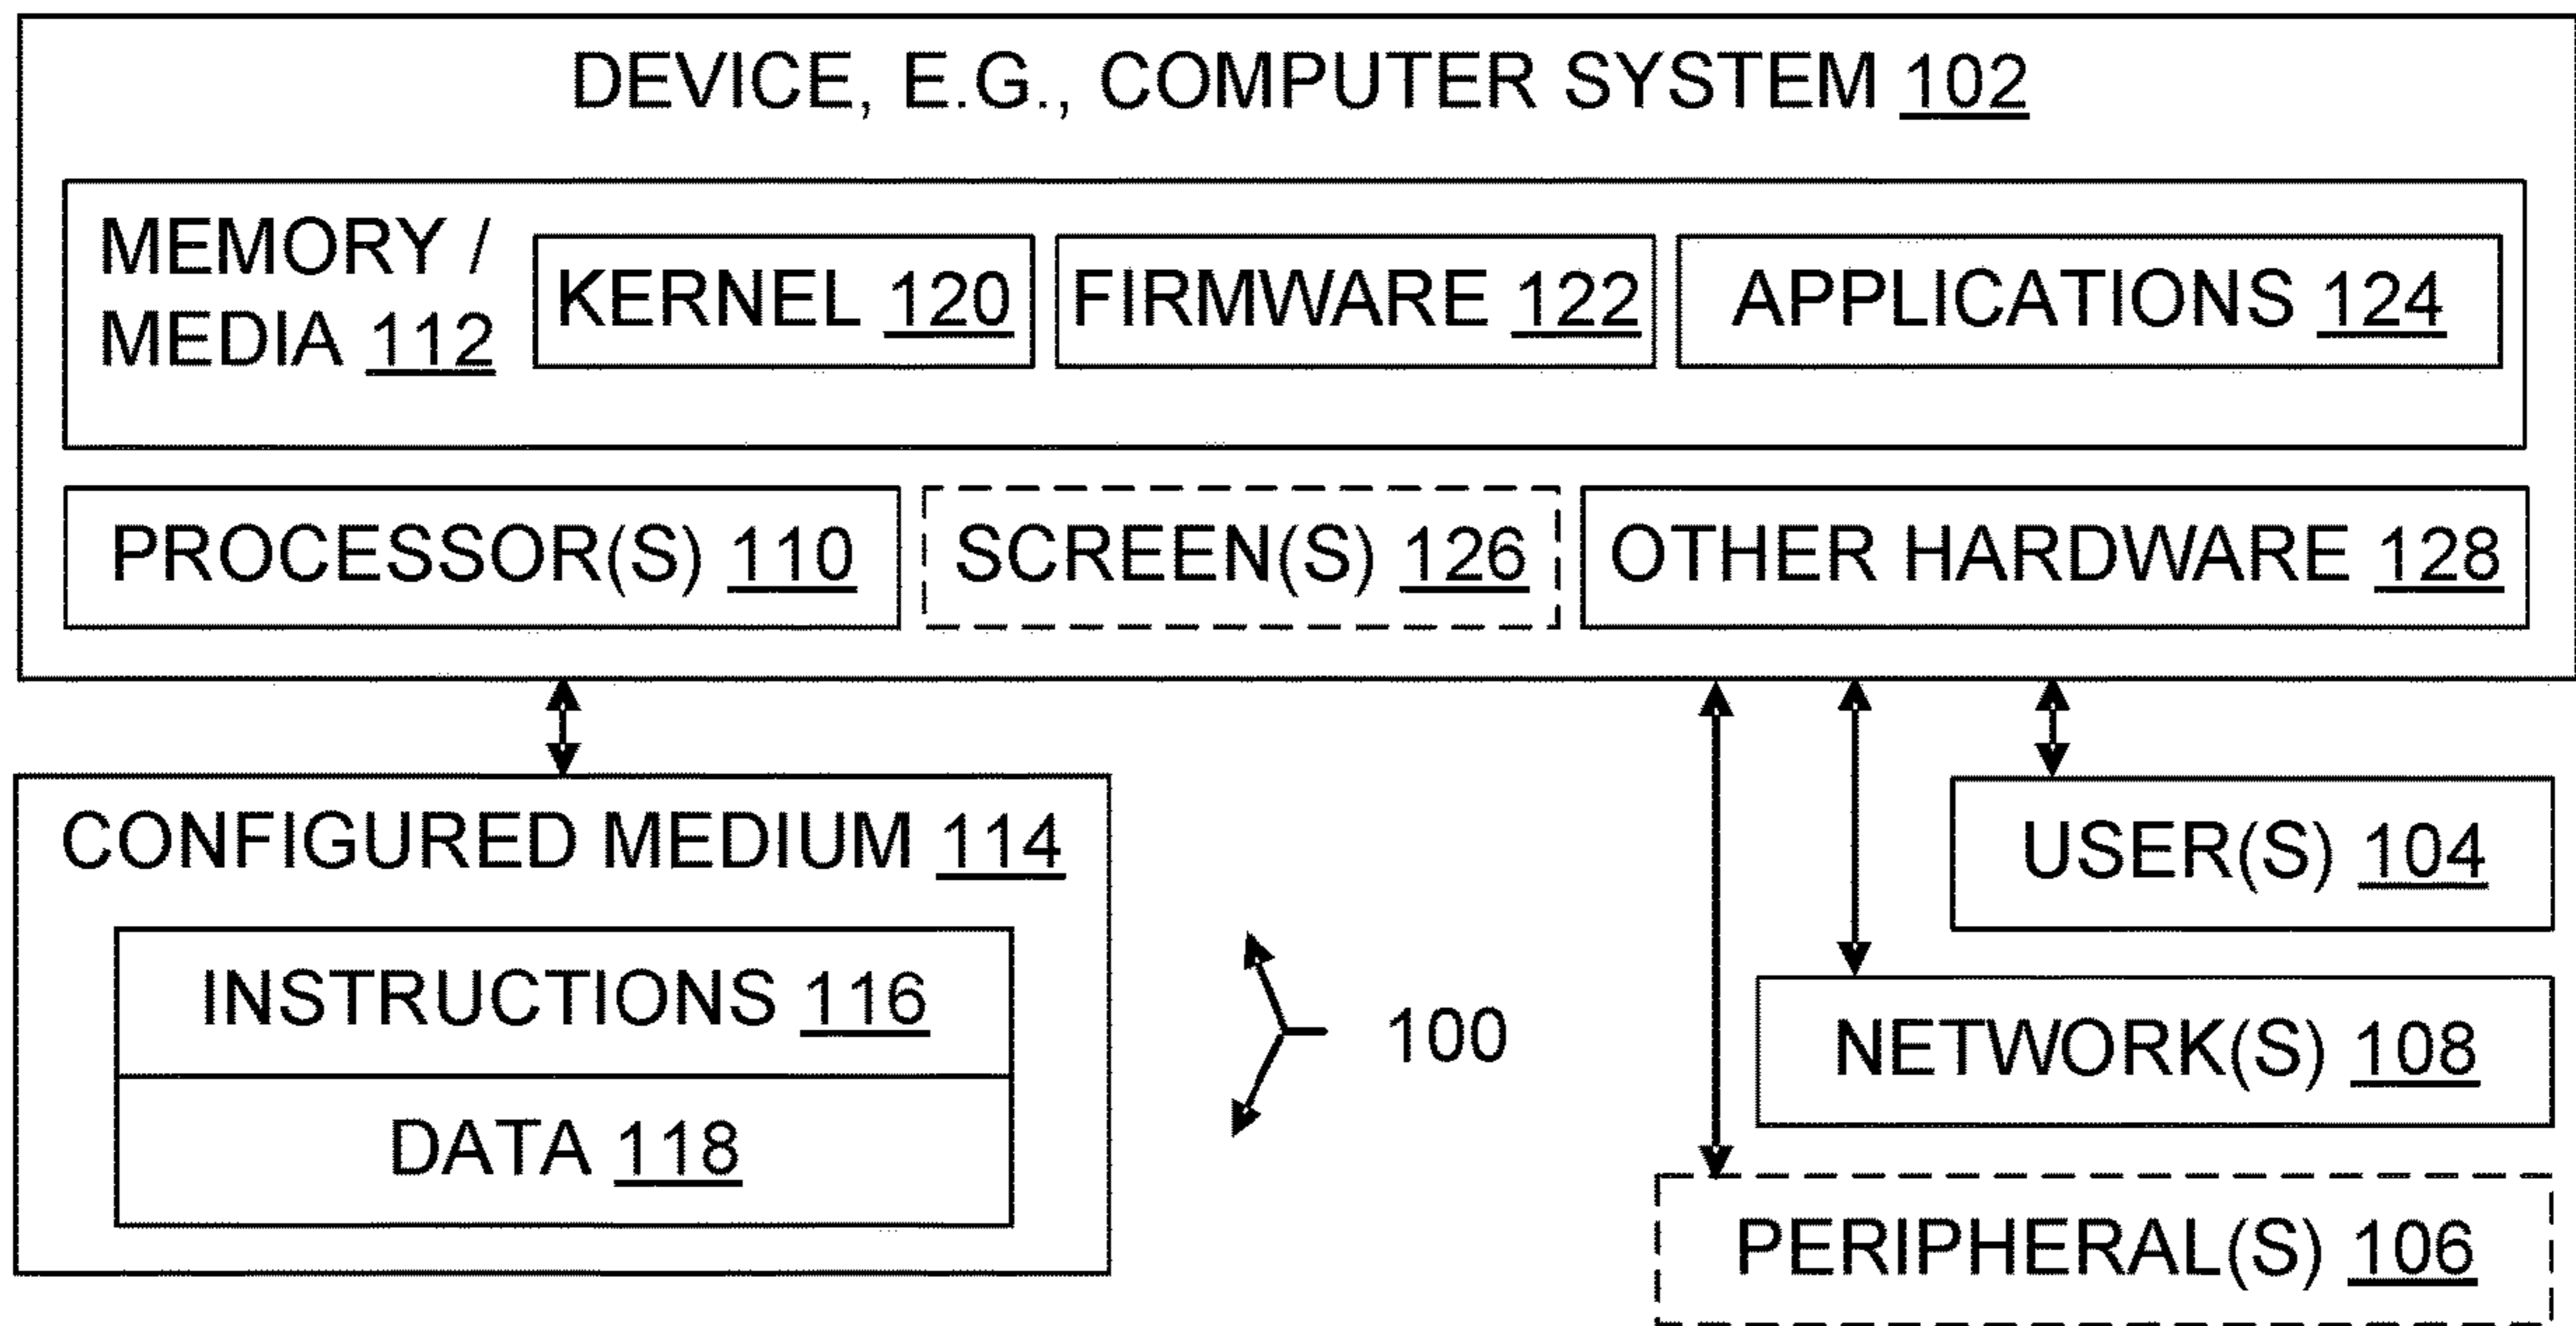 DEVICE, E.G., COMPUTER SYSTEM 102
MEMORY /
MEDIA 112
KERNEL 120
FIRMWARE 122
APPLICATIONS 124
PROCESSOR(S) 110
SCREEN(S) 126
OTHER HARDWARE 128
CONFIGURED MEDIUM 114
INSTRUCTIONS 116
DATA 118
100
USER(S) 104
NETWORK(S) 108
PERIPHERAL(S) 106